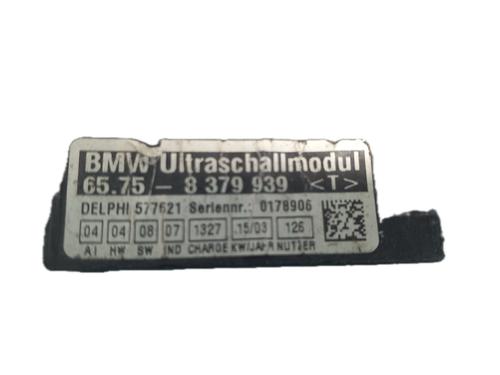 BMW Ultraschallmodul
65.75 - 8 379 939 <T>
DELPHI 577621 Seriennr.: 0178906
04 04 08 07 1327 15/03 126
AI HW SW IND CHARGE KW/JAHR NUTZER